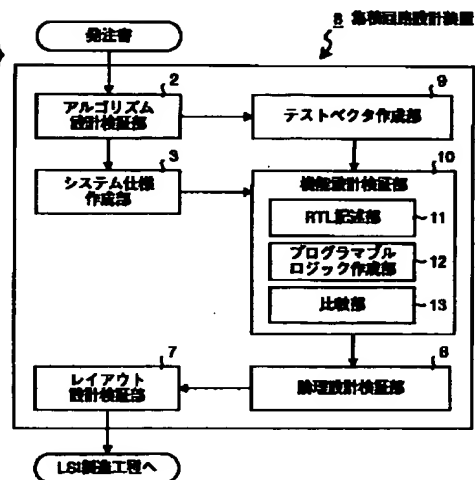 発注書
8 集積回路設計装置
2
アルゴリズム
設計検証部
9
テストベクタ作成部
3
システム仕様
作成部
10
機能設計検証部
RTL記述部
11
プログラマブル
ロジック作成部
12
比較部
13
7
レイアウト
設計検証部
6
論理設計検証部
LSI製造工程へ